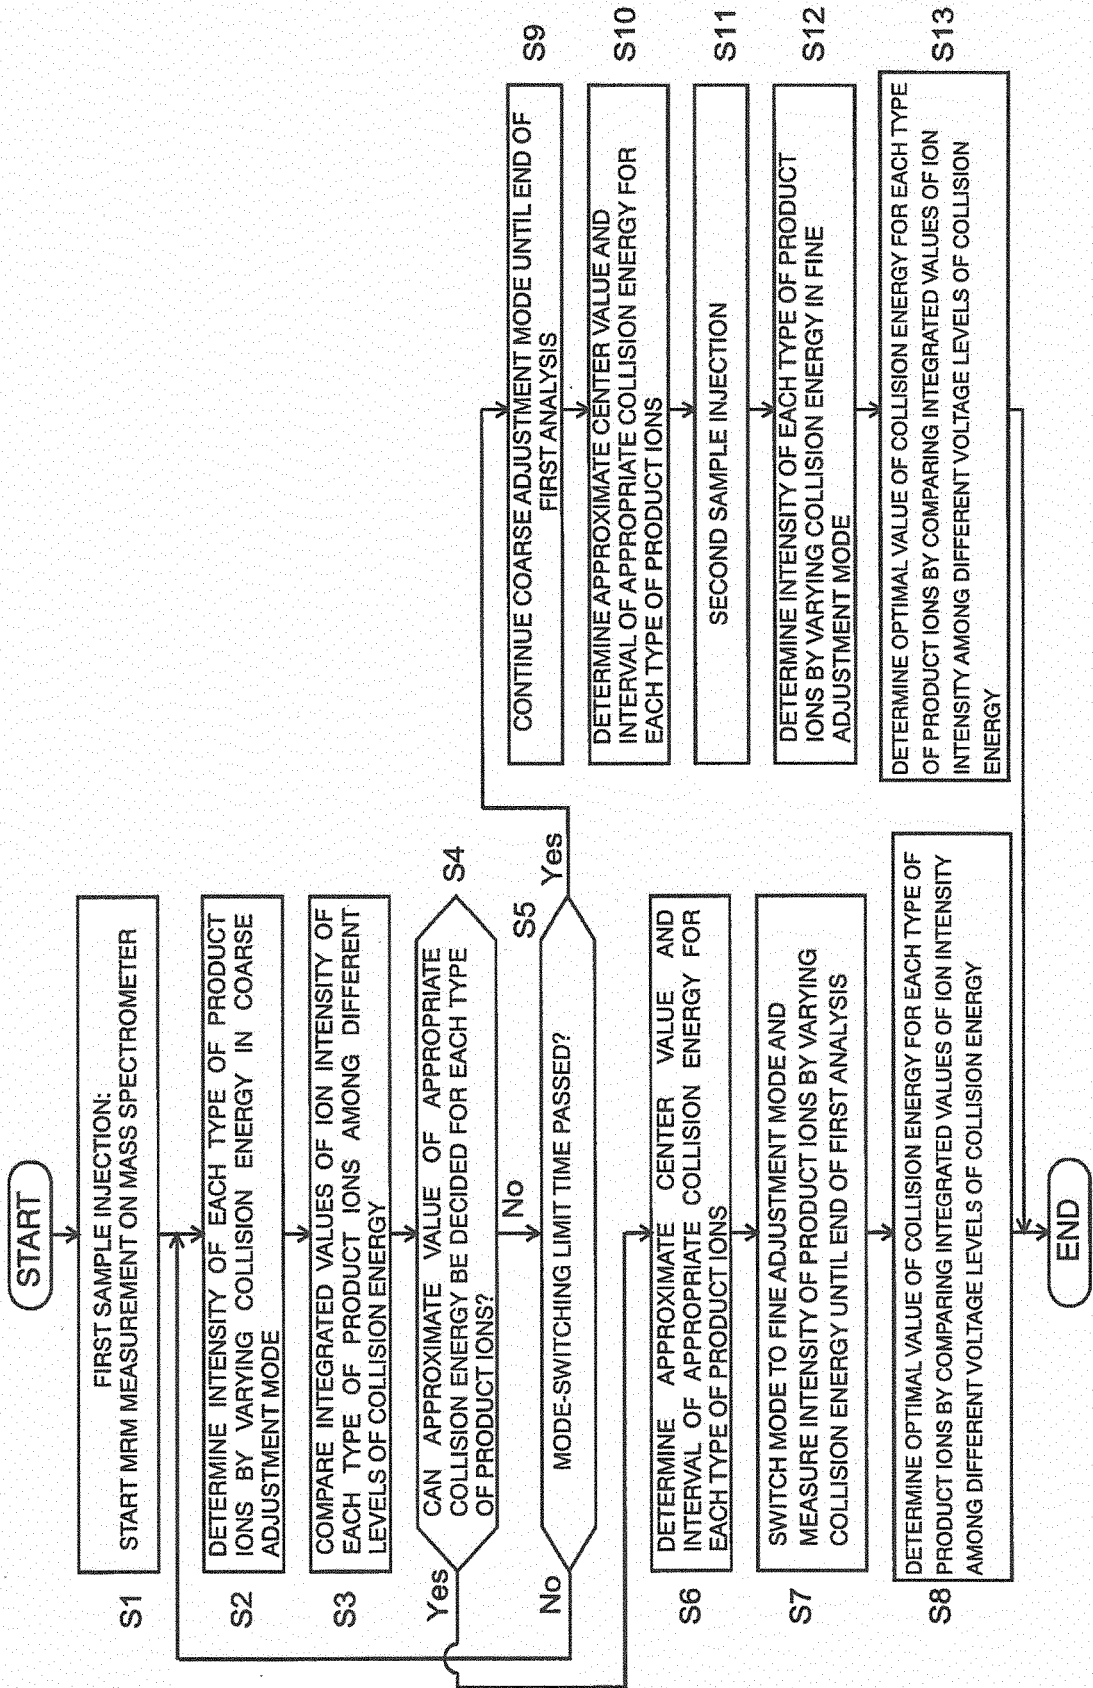 START
FIRST SAMPLE INJECTION:
START MRM MEASUREMENT ON MASS SPECTROMETER
S1
DETERMINE INTENSITY OF EACH TYPE OF PRODUCT
IONS BY VARYING COLLISION ENERGY IN COARSE
ADJUSTMENT MODE
S2
COMPARE INTEGRATED VALUES OF ION INTENSITY OF
EACH TYPE OF PRODUCT IONS AMONG DIFFERENT
LEVELS OF COLLISION ENERGY
S3
CAN APPROXIMATE VALUE OF APPROPRIATE
COLLISION ENERGY BE DECIDED FOR EACH TYPE
OF PRODUCT IONS?
S4
Yes
No
MODE-SWITCHING LIMIT TIME PASSED?
S5
No
Yes
DETERMINE APPROXIMATE CENTER VALUE AND
INTERVAL OF APPROPRIATE COLLISION ENERGY FOR
EACH TYPE OF PRODUCT IONS
S6
SWITCH MODE TO FINE ADJUSTMENT MODE AND
MEASURE INTENSITY OF PRODUCT IONS BY VARYING
COLLISION ENERGY UNTIL END OF FIRST ANALYSIS
S7
DETERMINE OPTIMAL VALUE OF COLLISION ENERGY FOR EACH TYPE OF
PRODUCT IONS BY COMPARING INTEGRATED VALUES OF ION INTENSITY
AMONG DIFFERENT VOLTAGE LEVELS OF COLLISION ENERGY
S8
CONTINUE COARSE ADJUSTMENT MODE UNTIL END OF
FIRST ANALYSIS
S9
DETERMINE APPROXIMATE CENTER VALUE AND
INTERVAL OF APPROPRIATE COLLISION ENERGY FOR
EACH TYPE OF PRODUCT IONS
S10
SECOND SAMPLE INJECTION
S11
DETERMINE INTENSITY OF EACH TYPE OF PRODUCT
IONS BY VARYING COLLISION ENERGY IN FINE
ADJUSTMENT MODE
S12
DETERMINE OPTIMAL VALUE OF COLLISION ENERGY FOR EACH TYPE
OF PRODUCT IONS BY COMPARING INTEGRATED VALUES OF ION
INTENSITY AMONG DIFFERENT VOLTAGE LEVELS OF COLLISION
ENERGY
S13
END